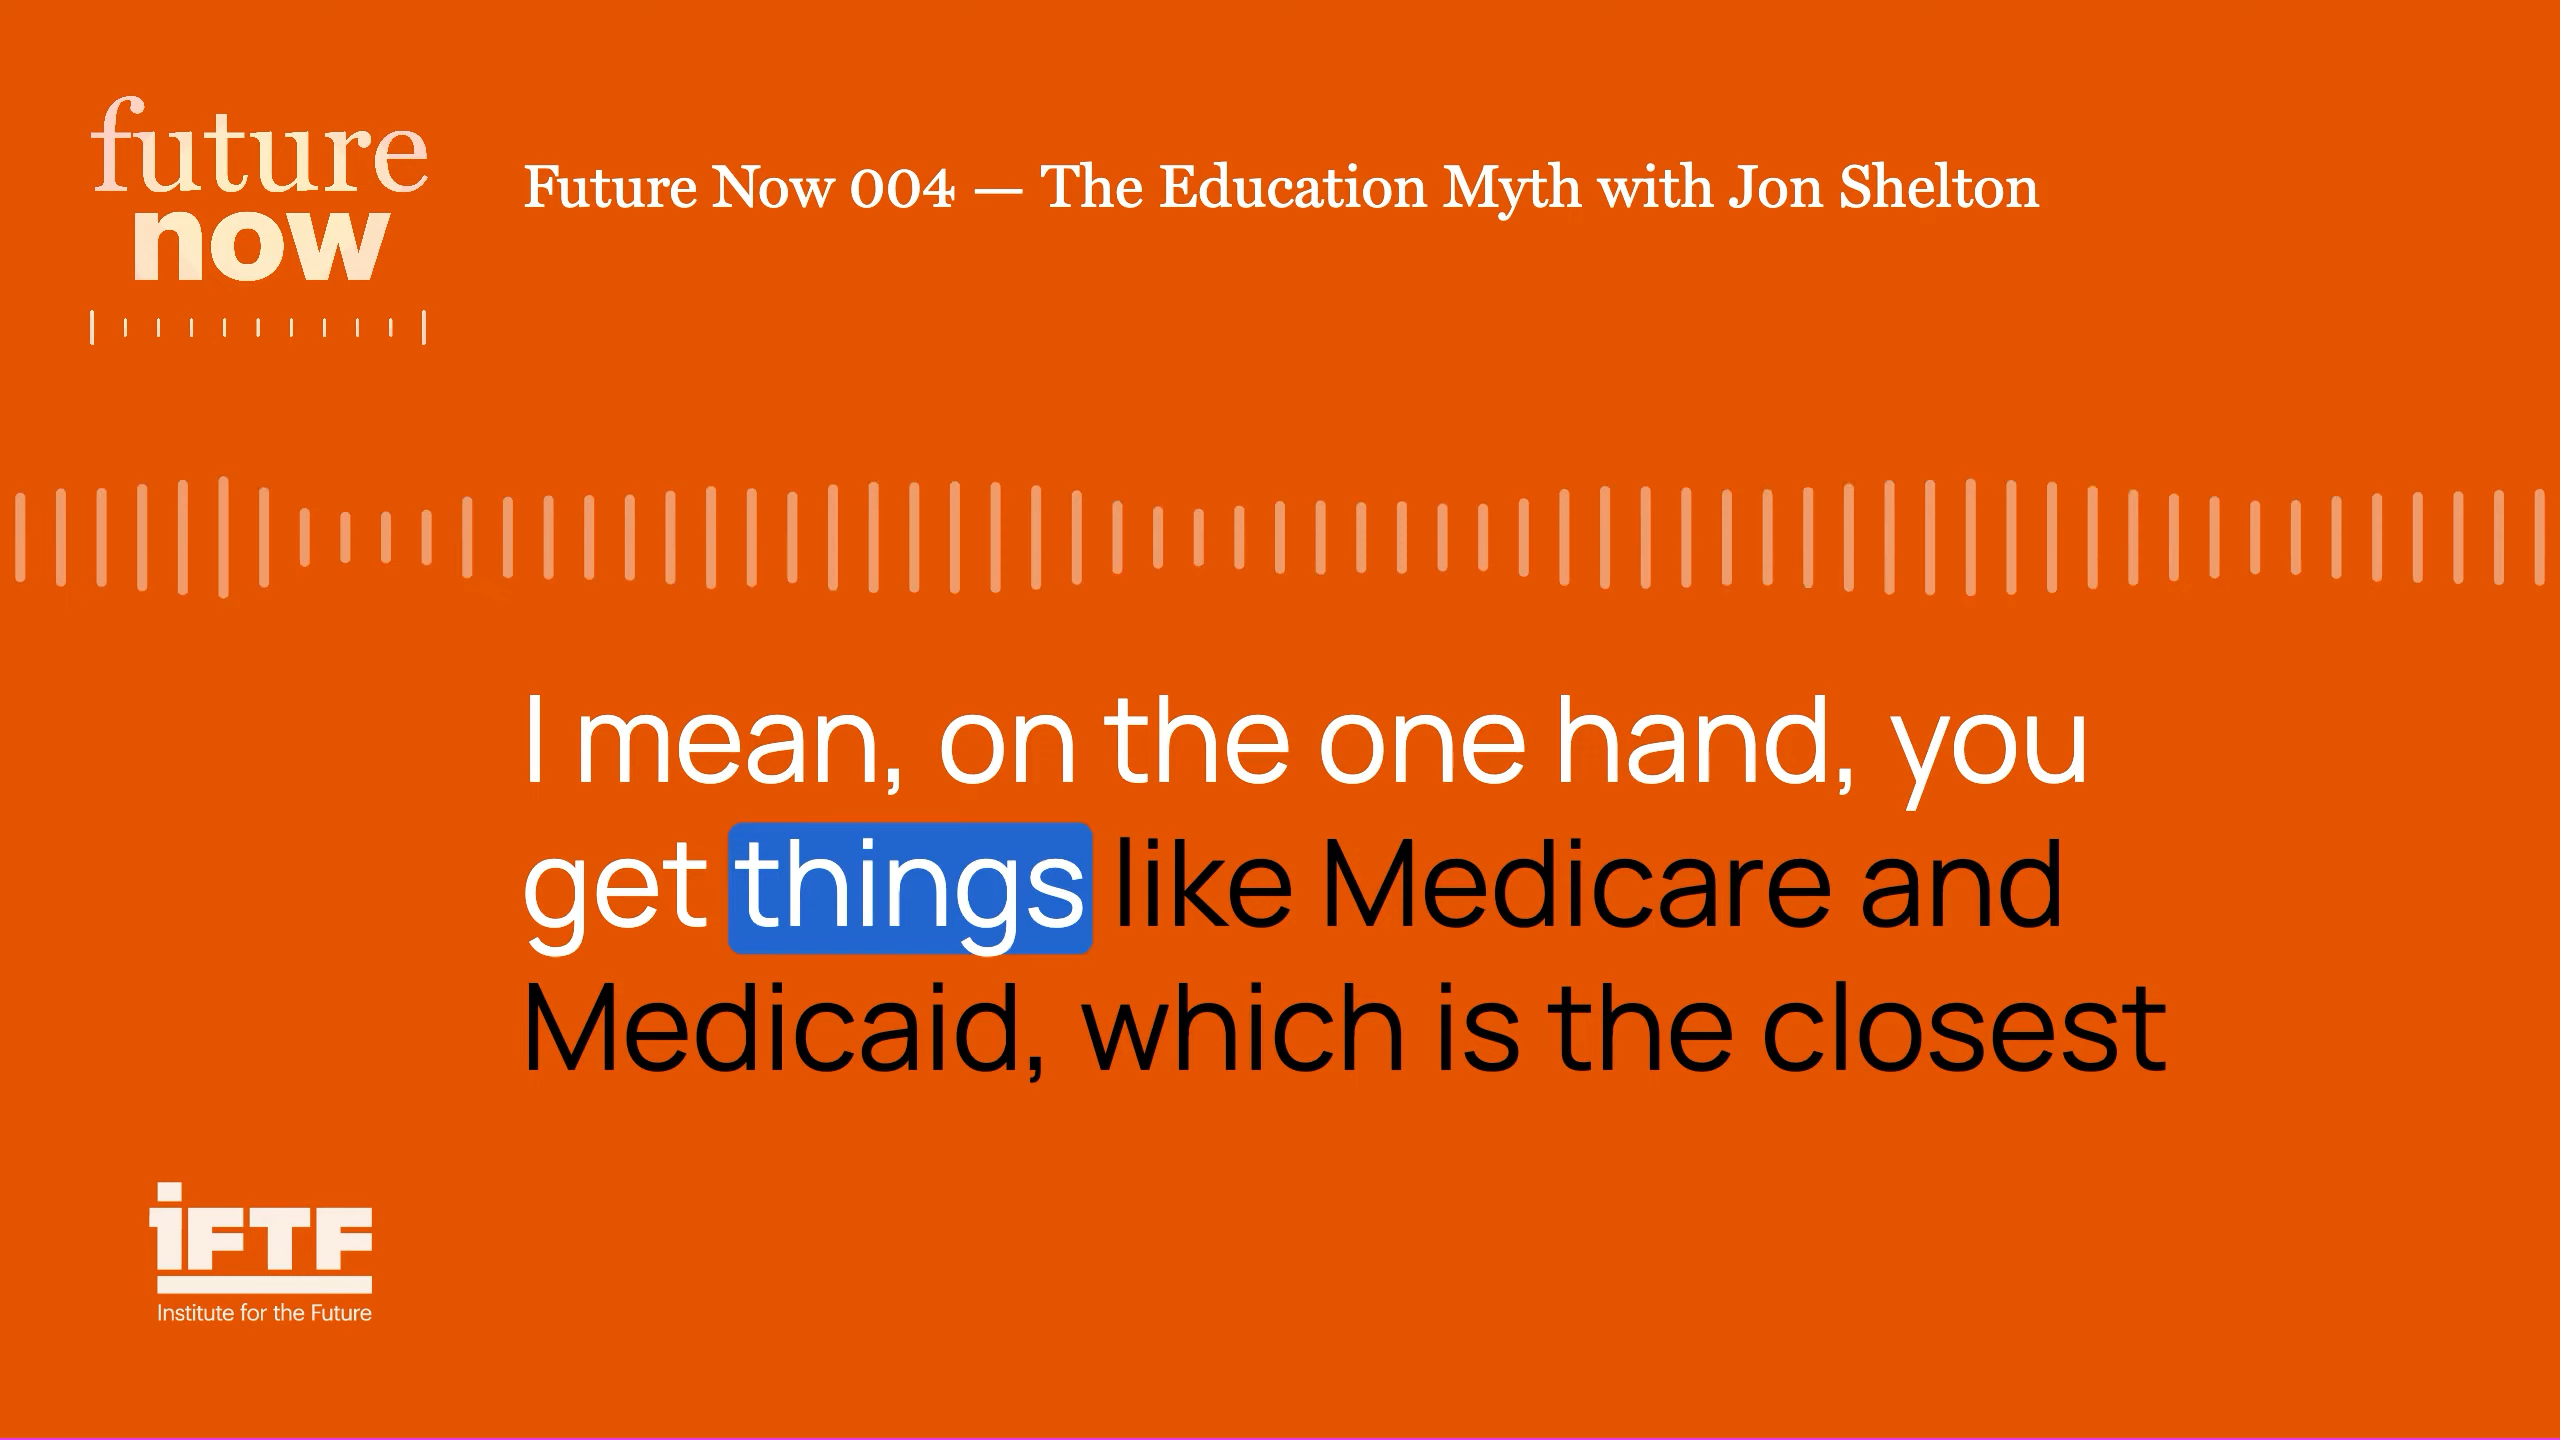 future
now
Future Now 004 — The Education Myth with Jon Shelton
I mean, on the one hand, you
get things like Medicare and
Medicaid, which is the closest
iFTF
Institute for the Future